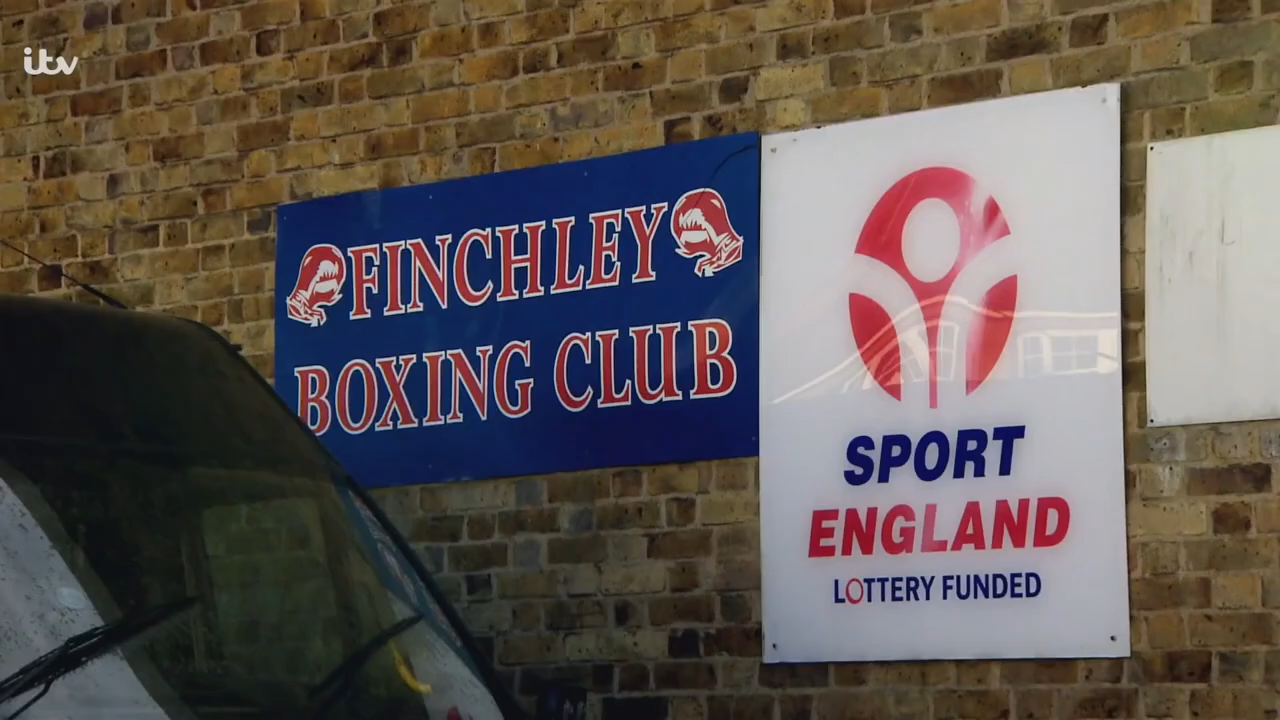 itv
FINCHLEY
BOXING CLUB
SPORT
ENGLAND
LOTTERY FUNDED